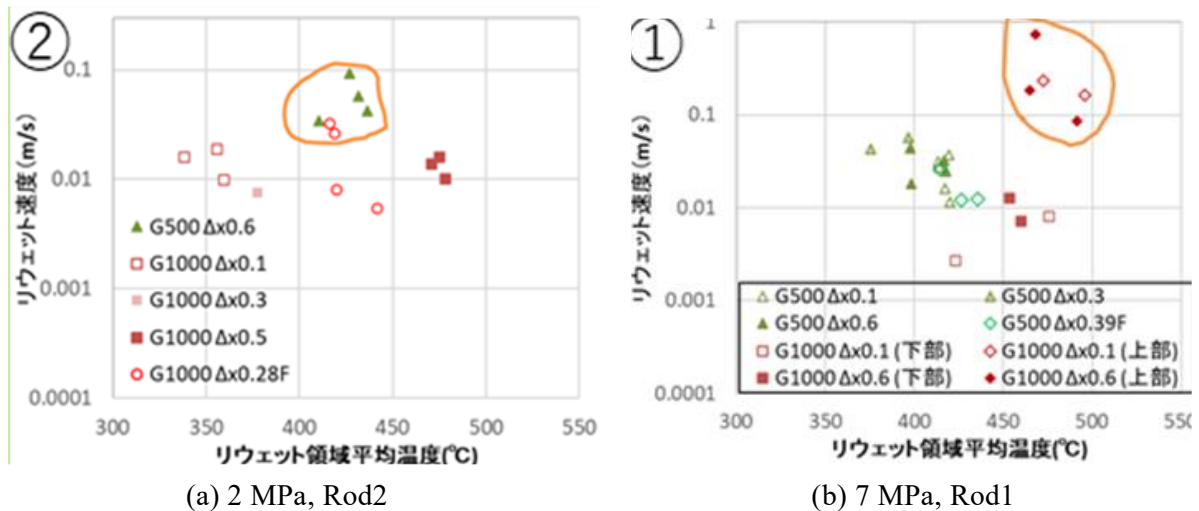 ②
リウェット速度(m/s)
0.1
0.01
0.001
0.0001
G500 Δx0.6
G1000 Δx0.1
G1000 Δx0.3
G1000 Δx0.5
G1000 Δx0.28F
300 350 400 450 500 550
リウェット領域平均温度(℃)
(a) 2 MPa, Rod2
①
リウェット速度(m/s)
1
0.1
0.01
0.001
0.0001
G500 Δx0.1 G500 Δx0.3
G500 Δx0.6 G500 Δx0.39F
G1000 Δx0.1 (下部) G1000 Δx0.1 (上部)
G1000 Δx0.6 (下部) G1000 Δx0.6 (上部)
300 350 400 450 500 550
リウェット領域平均温度(℃)
(b) 7 MPa, Rod1